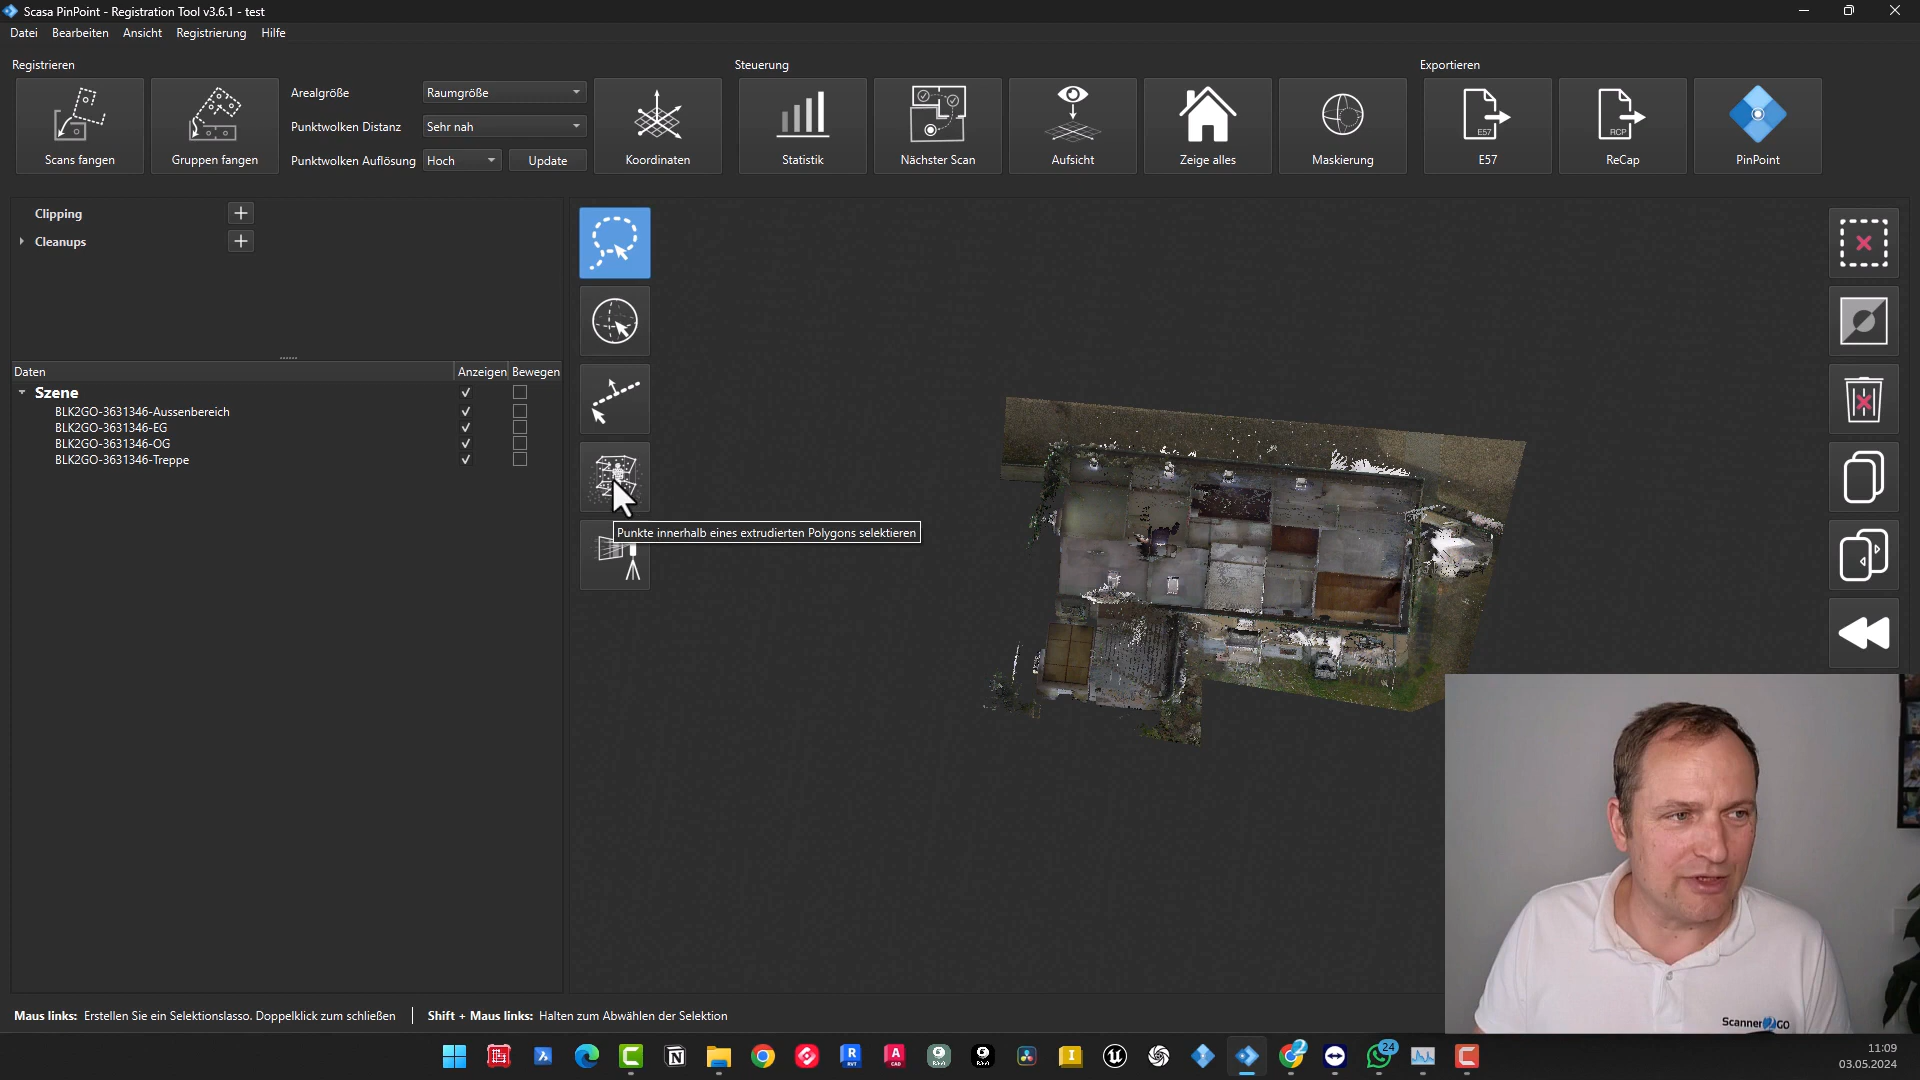 Scasa PinPoint - Registration Tool v3.6.1 - test
Datei Bearbeiten Ansicht Registrierung Hilfe
Registrieren
Steuerung
Exportieren
Scans fangen
Gruppen fangen
Arealgröße Raumgröße
Punktwolken Distanz Sehr nah
Punktwolken Auflösung Hoch Update
Koordinaten
Statistik
Nächster Scan
Aufsicht
Zeige alles
Maskierung
E57
E57
RCP
ReCap
PinPoint
Clipping
Cleanups
Daten Anzeigen Bewegen
Szene
BLK2GO-3631346-Aussenbereich
BLK2GO-3631346-EG
BLK2GO-3631346-OG
BLK2GO-3631346-Treppe
Punkte innerhalb eines extrudierten Polygons selektieren
Scanner2GO
Maus links: Erstellen Sie ein Selektionslasso. Doppelklick zum schließen
Shift + Maus links: Halten zum Abwählen der Selektion
24
11:09
03.05.2024